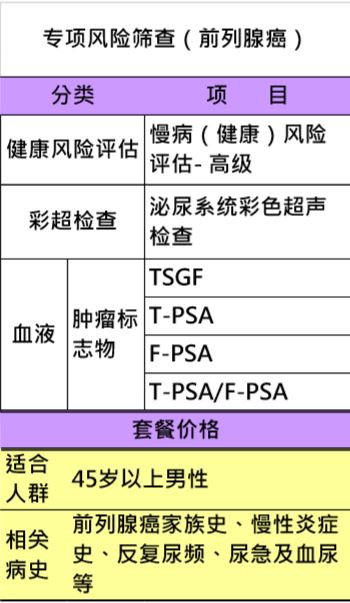 专项风险筛查（前列腺癌）
分类 项 目
健康风险评估 慢病（健康）风险
评估- 高级
彩超检查 泌尿系统彩色超声
检查
血液 肿瘤标
志物
TSGF
T-PSA
F-PSA
T-PSA/F-PSA
套餐价格
适合
人群
45岁以上男性
相关
病史
前列腺癌家族史、慢性炎症
史、反复尿频、尿急及血尿
等